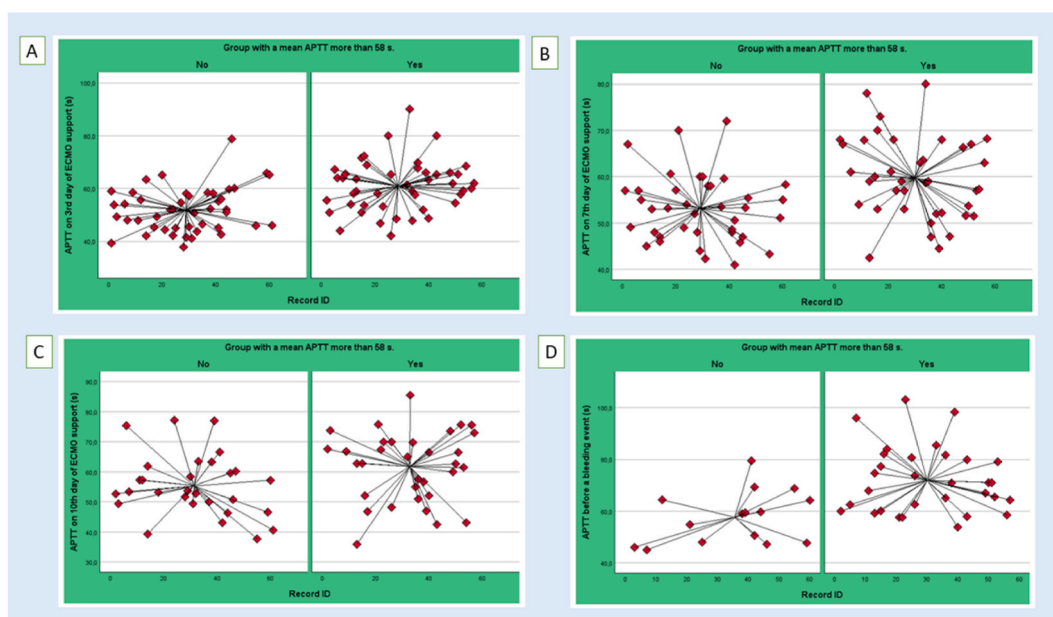 A
Group with a mean APTT more than 58 s.
No Yes
APTT on 3rd day of ECMO support (s)
100,0
80,0
60,0
40,0
0 20 40 60 0 20 40 60
Record ID
B
Group with a mean APTT more than 58 s.
No Yes
APTT on 7th day of ECMO support (s)
80,0
70,0
60,0
50,0
40,0
0 20 40 60 0 20 40 60
Record ID
C
Group with a mean APTT more than 58 s.
No Yes
APTT on 10th day of ECMO support (s)
90,0
80,0
70,0
60,0
50,0
40,0
30,0
0 20 40 60 0 20 40 60
Record ID
D
Group with mean APTT more than 58 s.
No Yes
APTT before a bleeding event (s)
100,0
80,0
60,0
40,0
0 10 20 30 40 50 60 0 10 20 30 40 50 60
Record ID